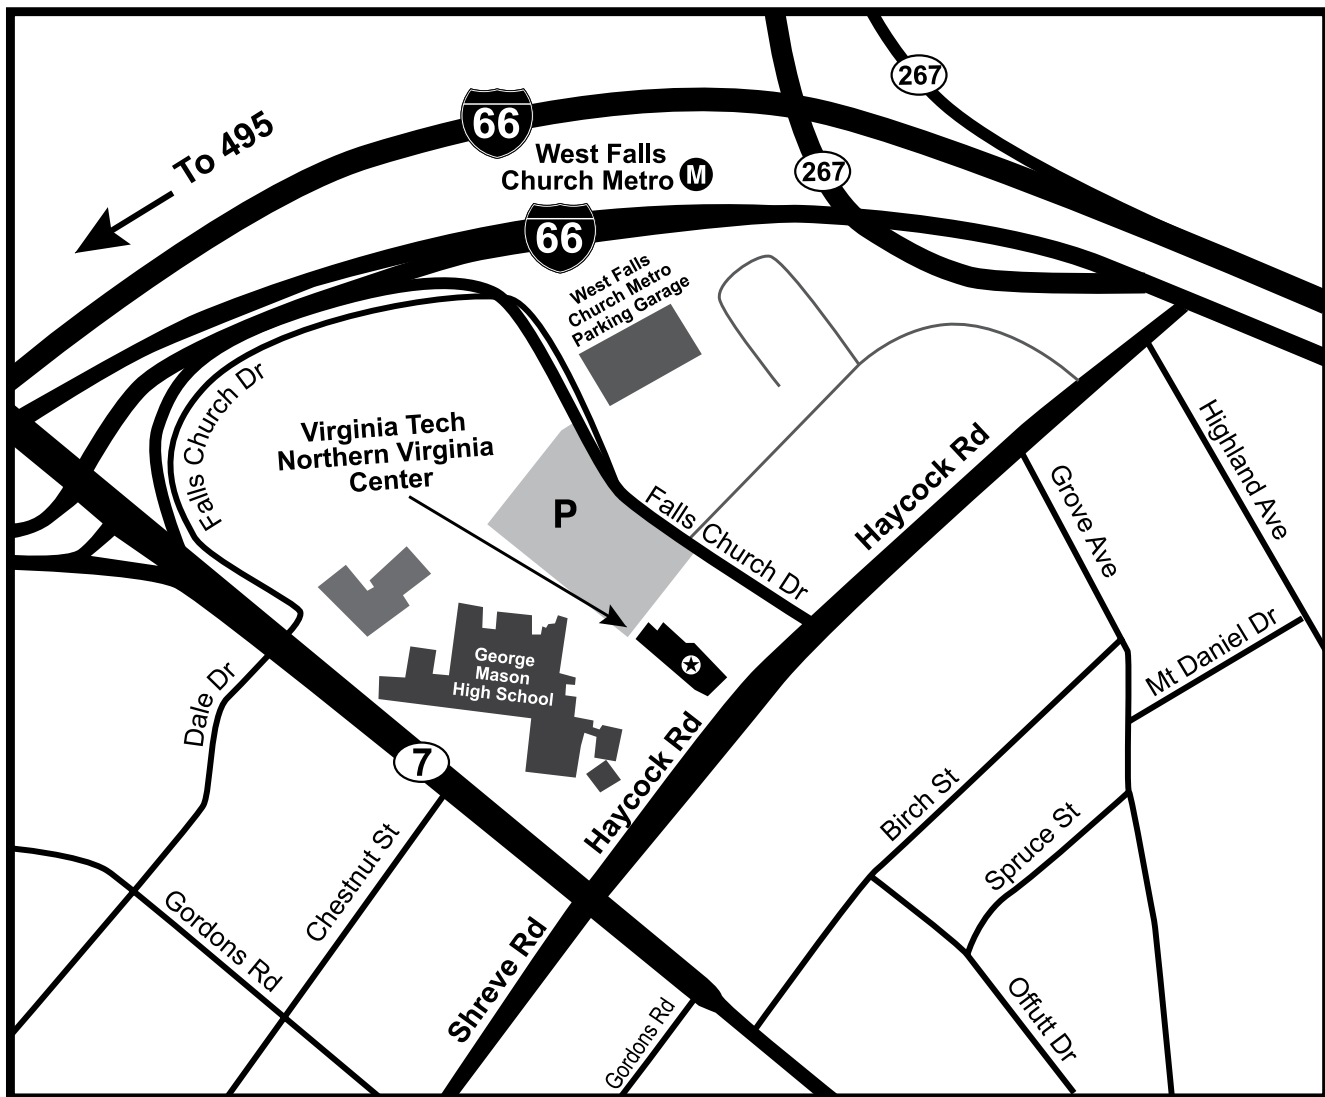 267
To 495
66
West Falls
Church Metro M
267
66
West Falls
Church Metro
Parking Garage
Falls Church Dr
Virginia Tech
Northern Virginia
Center
Highland Ave
Haycock Rd
Grove Ave
P
Falls Church Dr
George
Mason
High School
Mt Daniel Dr
Dale Dr
7
Haycock Rd
Birch St
Spruce St
Chestnut St
Gordons Rd
Shreve Rd
Gordons Rd
Offutt Dr